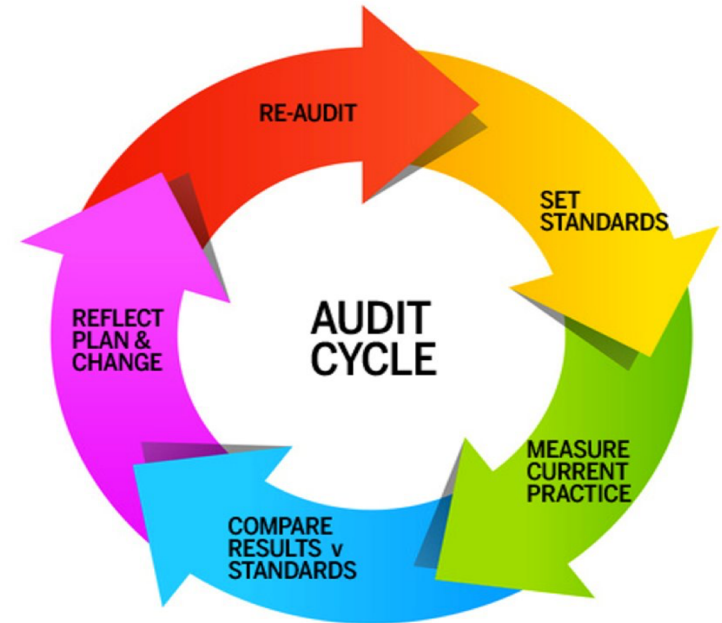 RE-AUDIT
SET
STANDARDS
MEASURE
CURRENT
PRACTICE
COMPARE
RESULTS v
STANDARDS
REFLECT
PLAN &
CHANGE
AUDIT
CYCLE